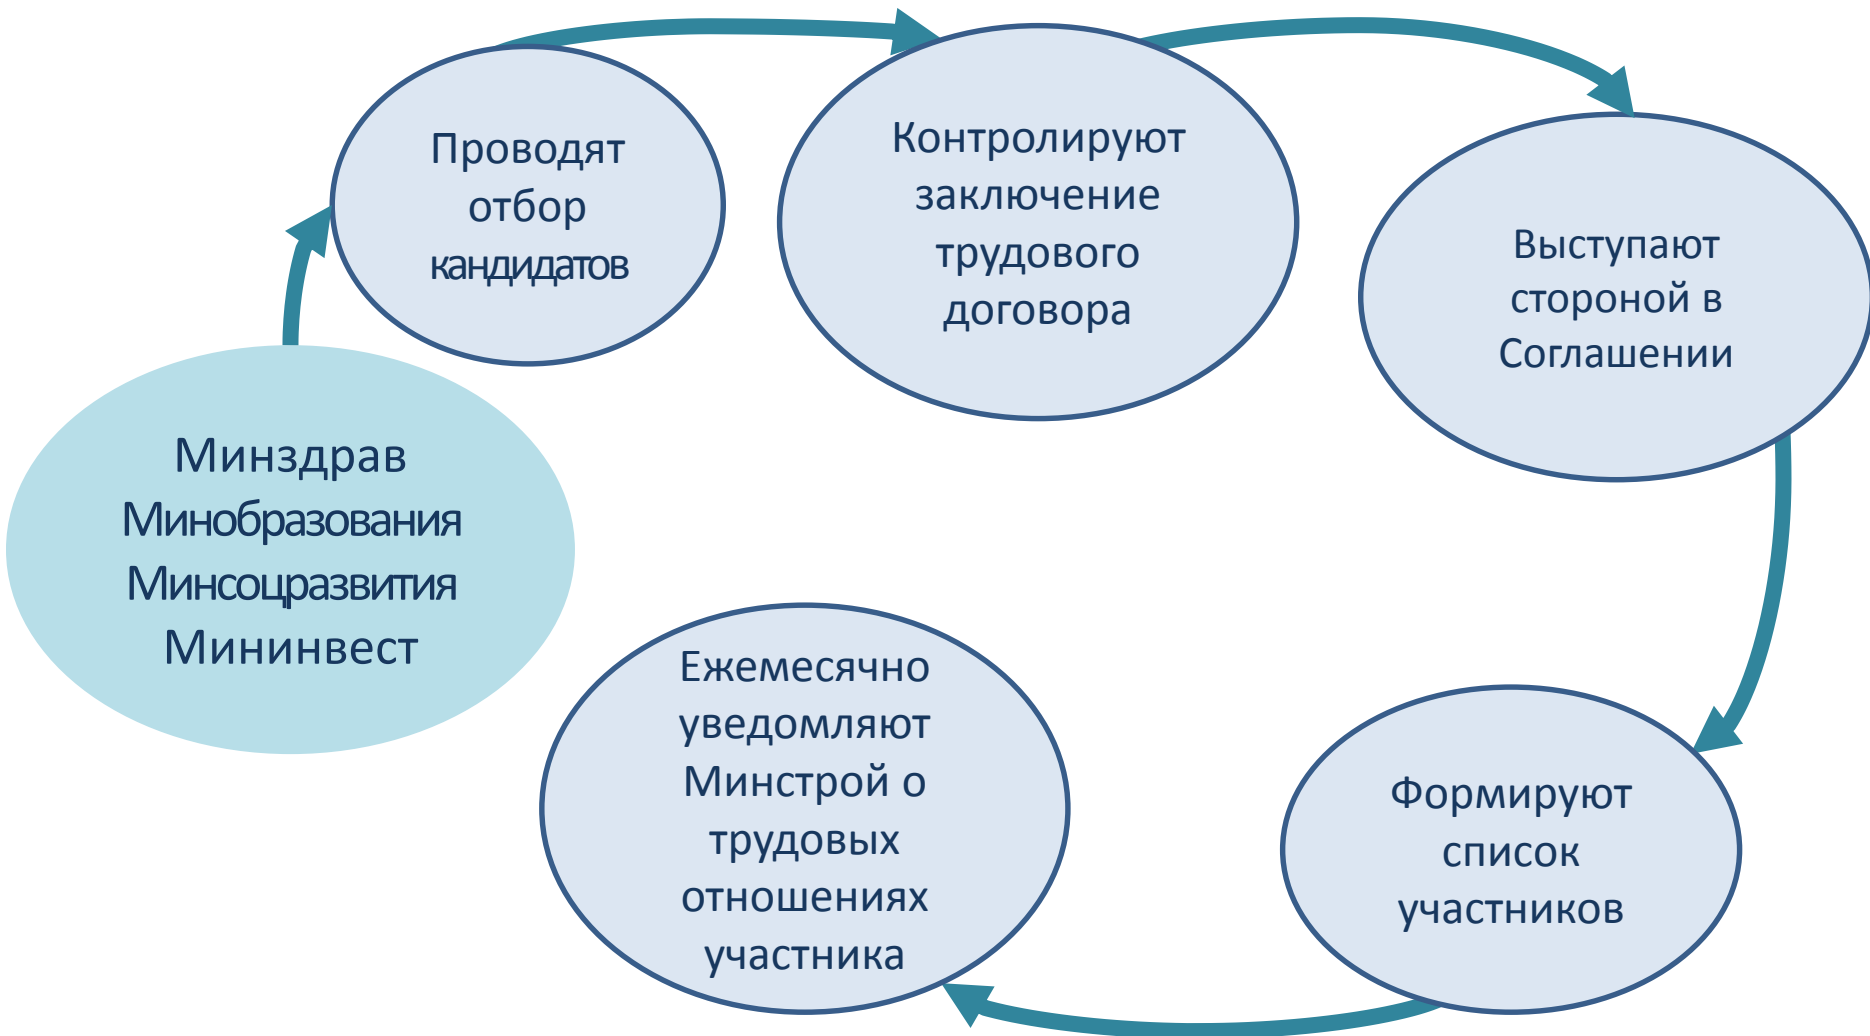 Минздрав
Минобразования
Минсоцразвития
Мининвест
Проводят
отбор
кандидатов
Контролируют
заключение
трудового
договора
Выступают
стороной в
Соглашении
Формируют
список
участников
Ежемесячно
уведомляют
Минстрой о
трудовых
отношениях
участника